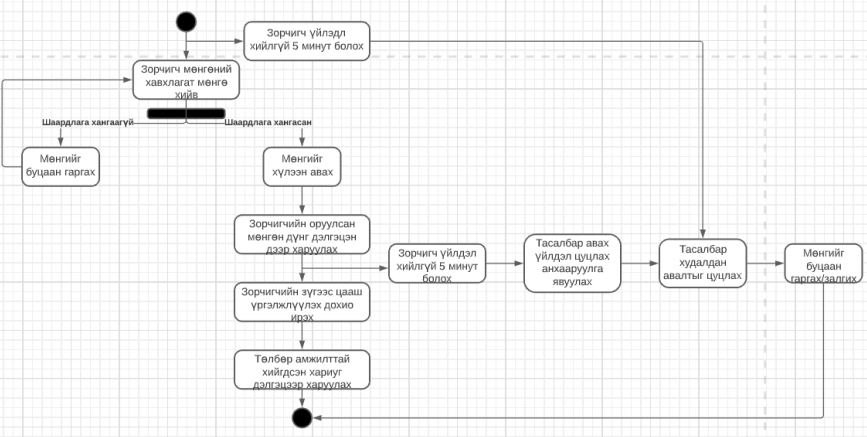 Зорчигч үйлэдл
хийлгүй 5 минут болох
Зорчигч мөнгөний
хавхлагат мөнгө
хийв
Шаардлага хангаагүй
Шаардлага хангасан
Мөнгийг
буцаан гаргах
Мөнгийг
хүлээн авах
Зорчигчийн оруулсан
мөнгөн дүнг дэлгэцэн
дээр харуулах
Зорчигч үйлдэл
хийлгүй 5 минут
болох
Тасалбар авах
үйлдэл цуцлах
анхааруулга
явуулах
Тасалбар
худалдан
авалтыг цуцлах
Мөнгийг
буцаан
гаргах/залгих
Зорчигчийн зүгээс цааш
үргэлжлүүлэх дохио
ирэх
Төлбөр амжилттай
хийгдсэн хариуг
дэлгэцээр харуулах